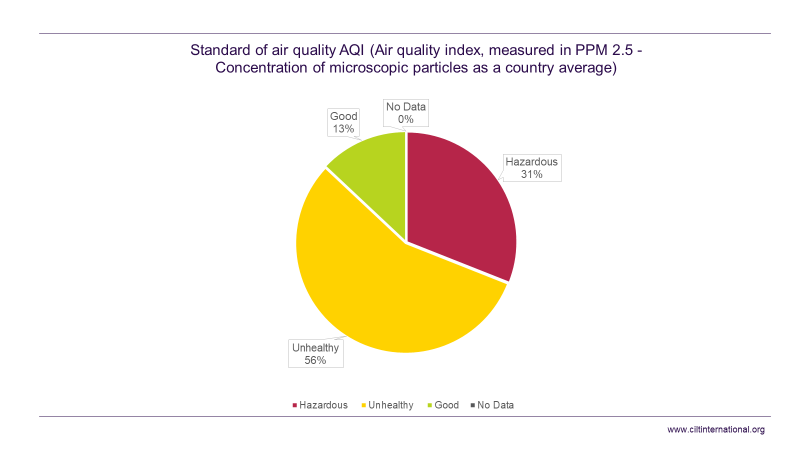 Standard of air quality AQI (Air quality index, measured in PPM 2.5 -
Concentration of microscopic particles as a country average)
No Data
0%
Good
13%
Hazardous
31%
Unhealthy
56%
Hazardous Unhealthy Good No Data
www.ciltinternational.org